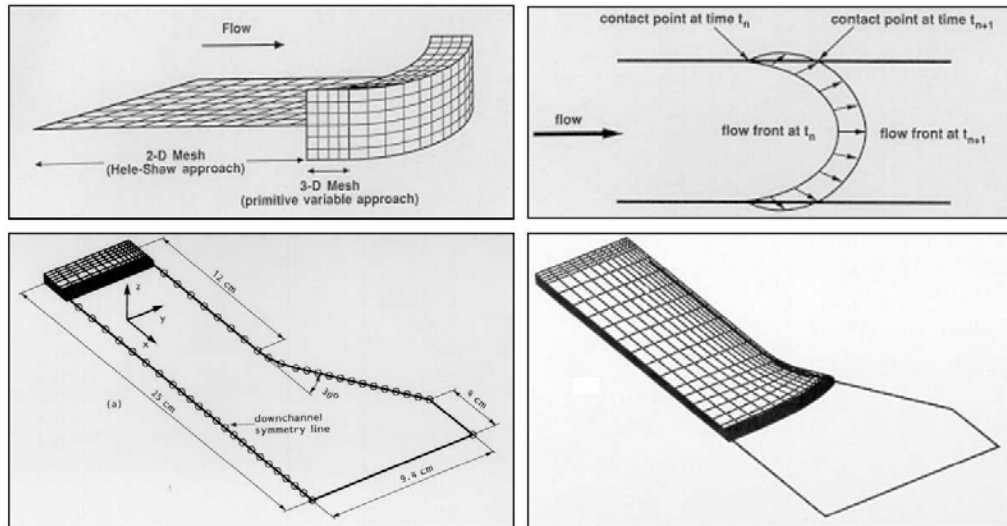 Flow
2-D Mesh
(Hele-Shaw approach)
3-D Mesh
(primitive variable approach)
contact point at time tn
contact point at time tn+1
flow
flow front at tn
flow front at tn+1
12 cm
z
y
x
30º
(a)
25 cm
downchannel
symmetry line
4 cm
9.4 cm